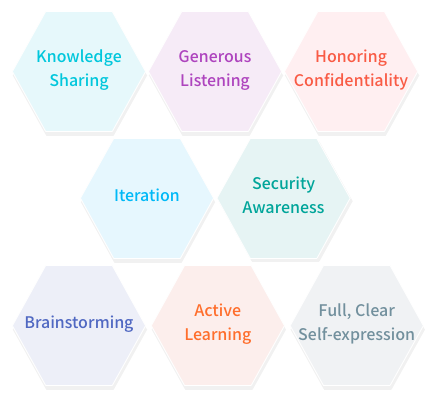 Knowledge
Sharing
Generous
Listening
Honoring
Confidentiality
Iteration
Security
Awareness
Brainstorming
Active
Learning
Full, Clear
Self-expression